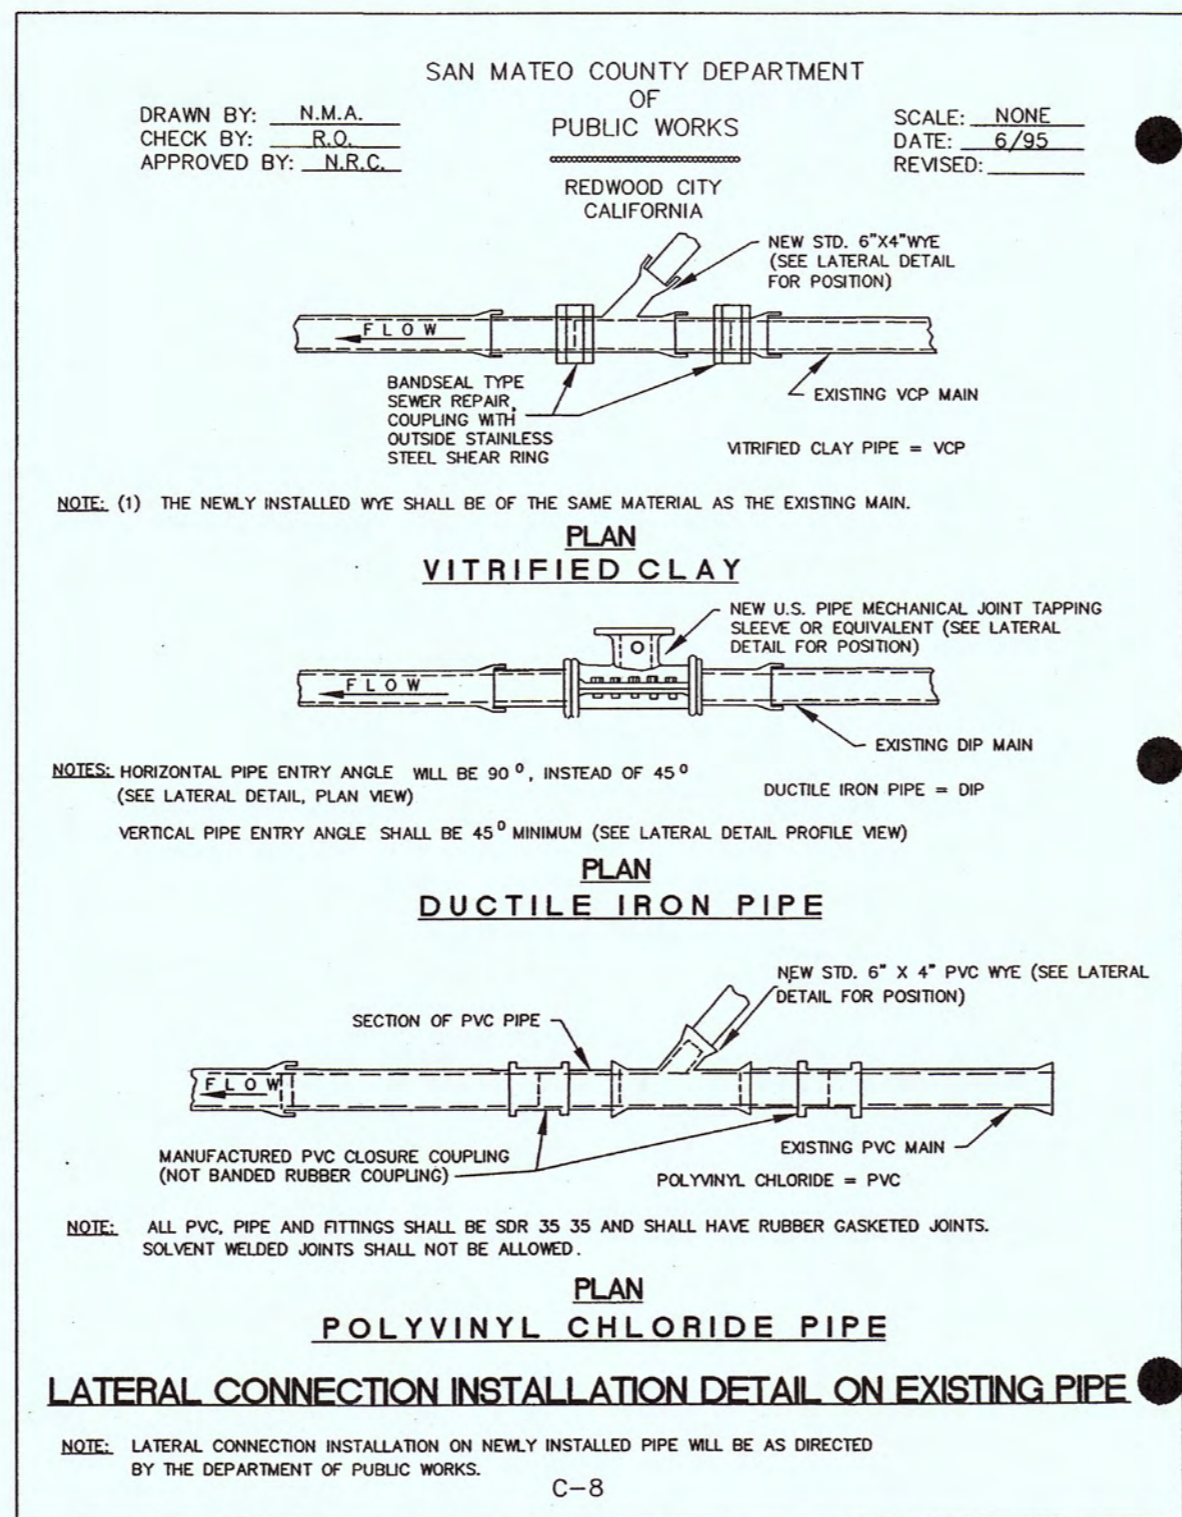 SAN MATEO COUNTY DEPARTMENT
OF
PUBLIC WORKS
REDWOOD CITY
CALIFORNIA
DRAWN BY: N.M.A.
CHECK BY: R.O.
APPROVED BY: N.R.C.
SCALE: NONE
DATE: 6/95
REVISED:
NEW STD. 6"X4"WYE
(SEE LATERAL DETAIL
FOR POSITION)
FLOW
BANDSEAL TYPE
SEWER REPAIR,
COUPLING WITH
OUTSIDE STAINLESS
STEEL SHEAR RING
EXISTING VCP MAIN
VITRIFIED CLAY PIPE = VCP
NOTE: (1) THE NEWLY INSTALLED WYE SHALL BE OF THE SAME MATERIAL AS THE EXISTING MAIN.
PLAN
VITRIFIED CLAY
NEW U.S. PIPE MECHANICAL JOINT TAPPING
SLEEVE OR EQUIVALENT (SEE LATERAL
DETAIL FOR POSITION)
FLOW
EXISTING DIP MAIN
NOTES: HORIZONTAL PIPE ENTRY ANGLE WILL BE 90°, INSTEAD OF 45°
(SEE LATERAL DETAIL, PLAN VIEW)
DUCTILE IRON PIPE = DIP
VERTICAL PIPE ENTRY ANGLE SHALL BE 45° MINIMUM (SEE LATERAL DETAIL PROFILE VIEW)
PLAN
DUCTILE IRON PIPE
NEW STD. 6" X 4" PVC WYE (SEE LATERAL
DETAIL FOR POSITION)
SECTION OF PVC PIPE
FLOW
MANUFACTURED PVC CLOSURE COUPLING
(NOT BANDED RUBBER COUPLING)
EXISTING PVC MAIN
POLYVINYL CHLORIDE = PVC
NOTE: ALL PVC, PIPE AND FITTINGS SHALL BE SDR 35 35 AND SHALL HAVE RUBBER GASKETED JOINTS.
SOLVENT WELDED JOINTS SHALL NOT BE ALLOWED.
PLAN
POLYVINYL CHLORIDE PIPE
LATERAL CONNECTION INSTALLATION DETAIL ON EXISTING PIPE
NOTE: LATERAL CONNECTION INSTALLATION ON NEWLY INSTALLED PIPE WILL BE AS DIRECTED
BY THE DEPARTMENT OF PUBLIC WORKS.
C-8